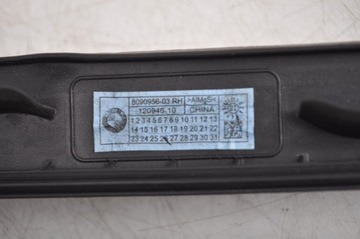 8090956-03 RH >AlMgSi<
120946.10 CHINA
1 2 3 4 5 6 7 8 9 10 11 12 13
14 15 16 17 18 19 20 21 22
23 24 25 26 27 28 29 30 31